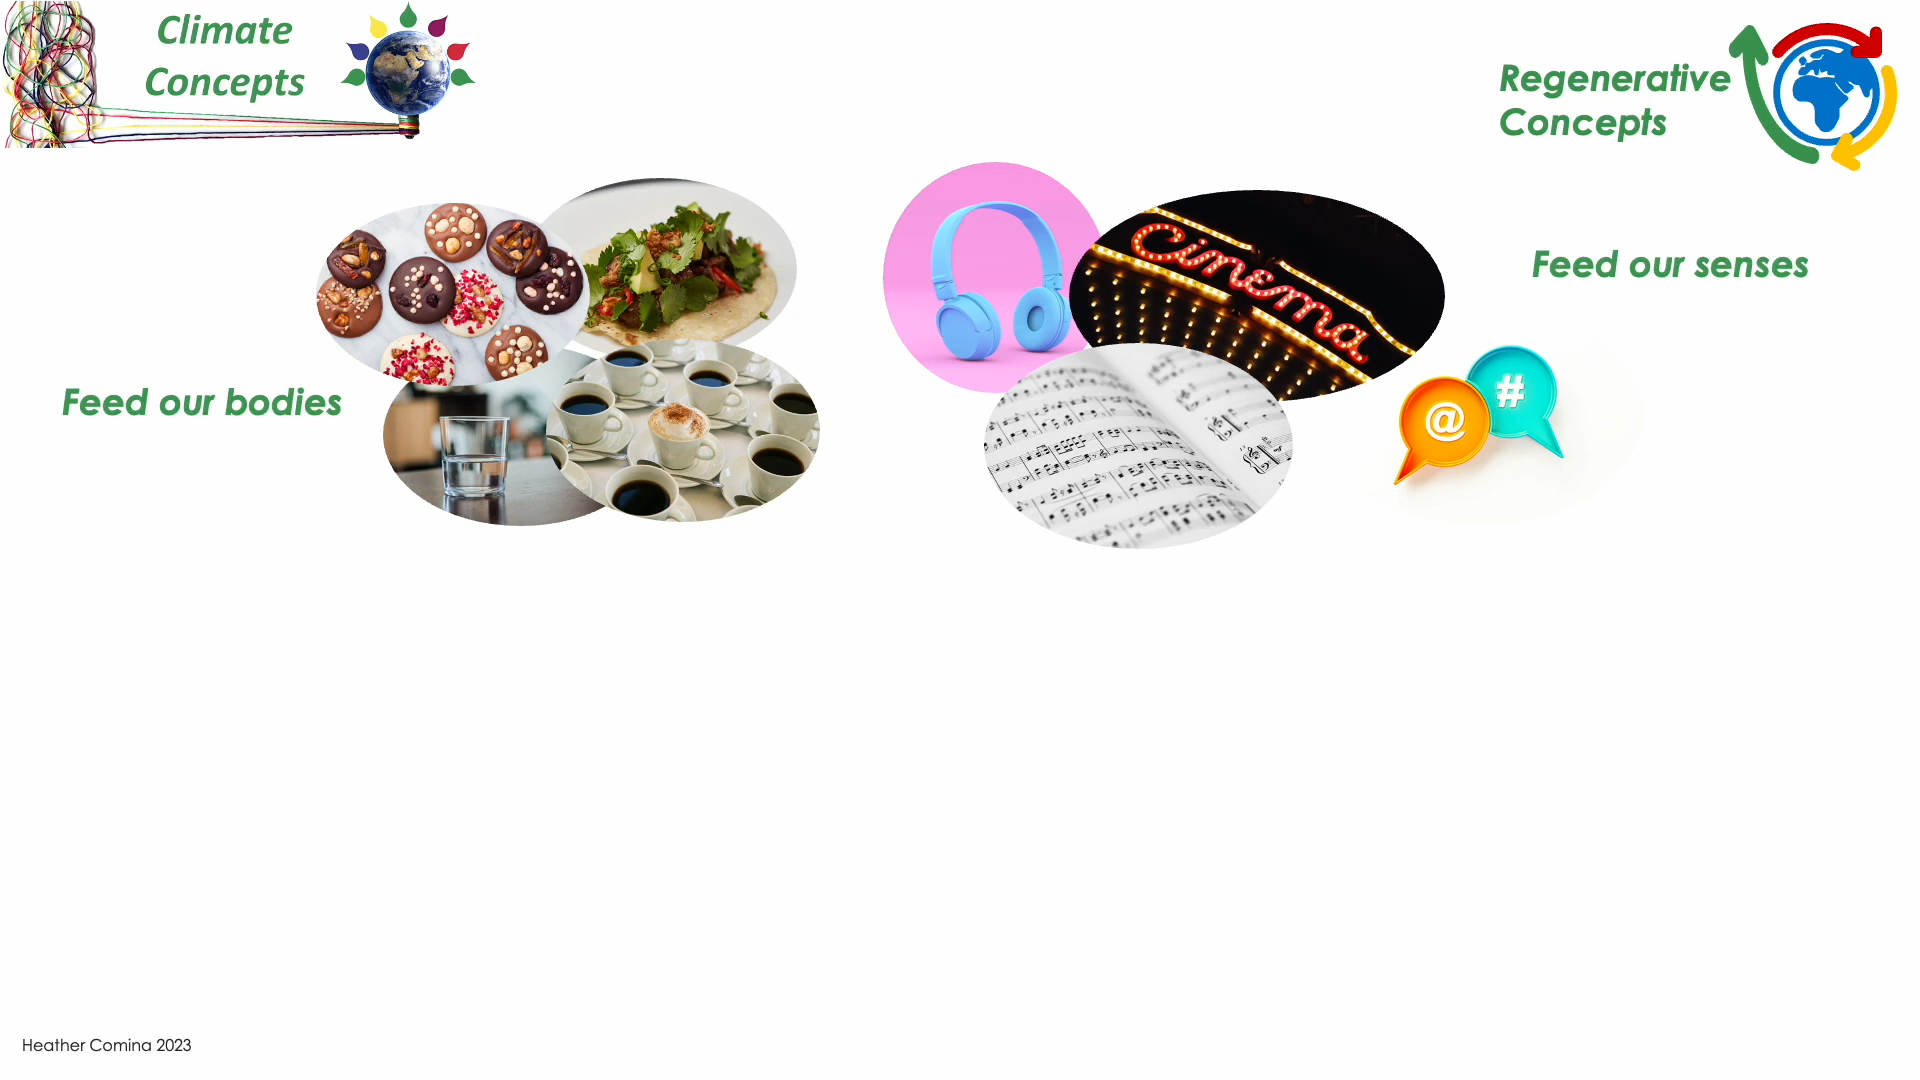 Climate
Concepts
Regenerative
Concepts
Cinema
Feed our senses
@
#
Feed our bodies
Heather Comina 2023